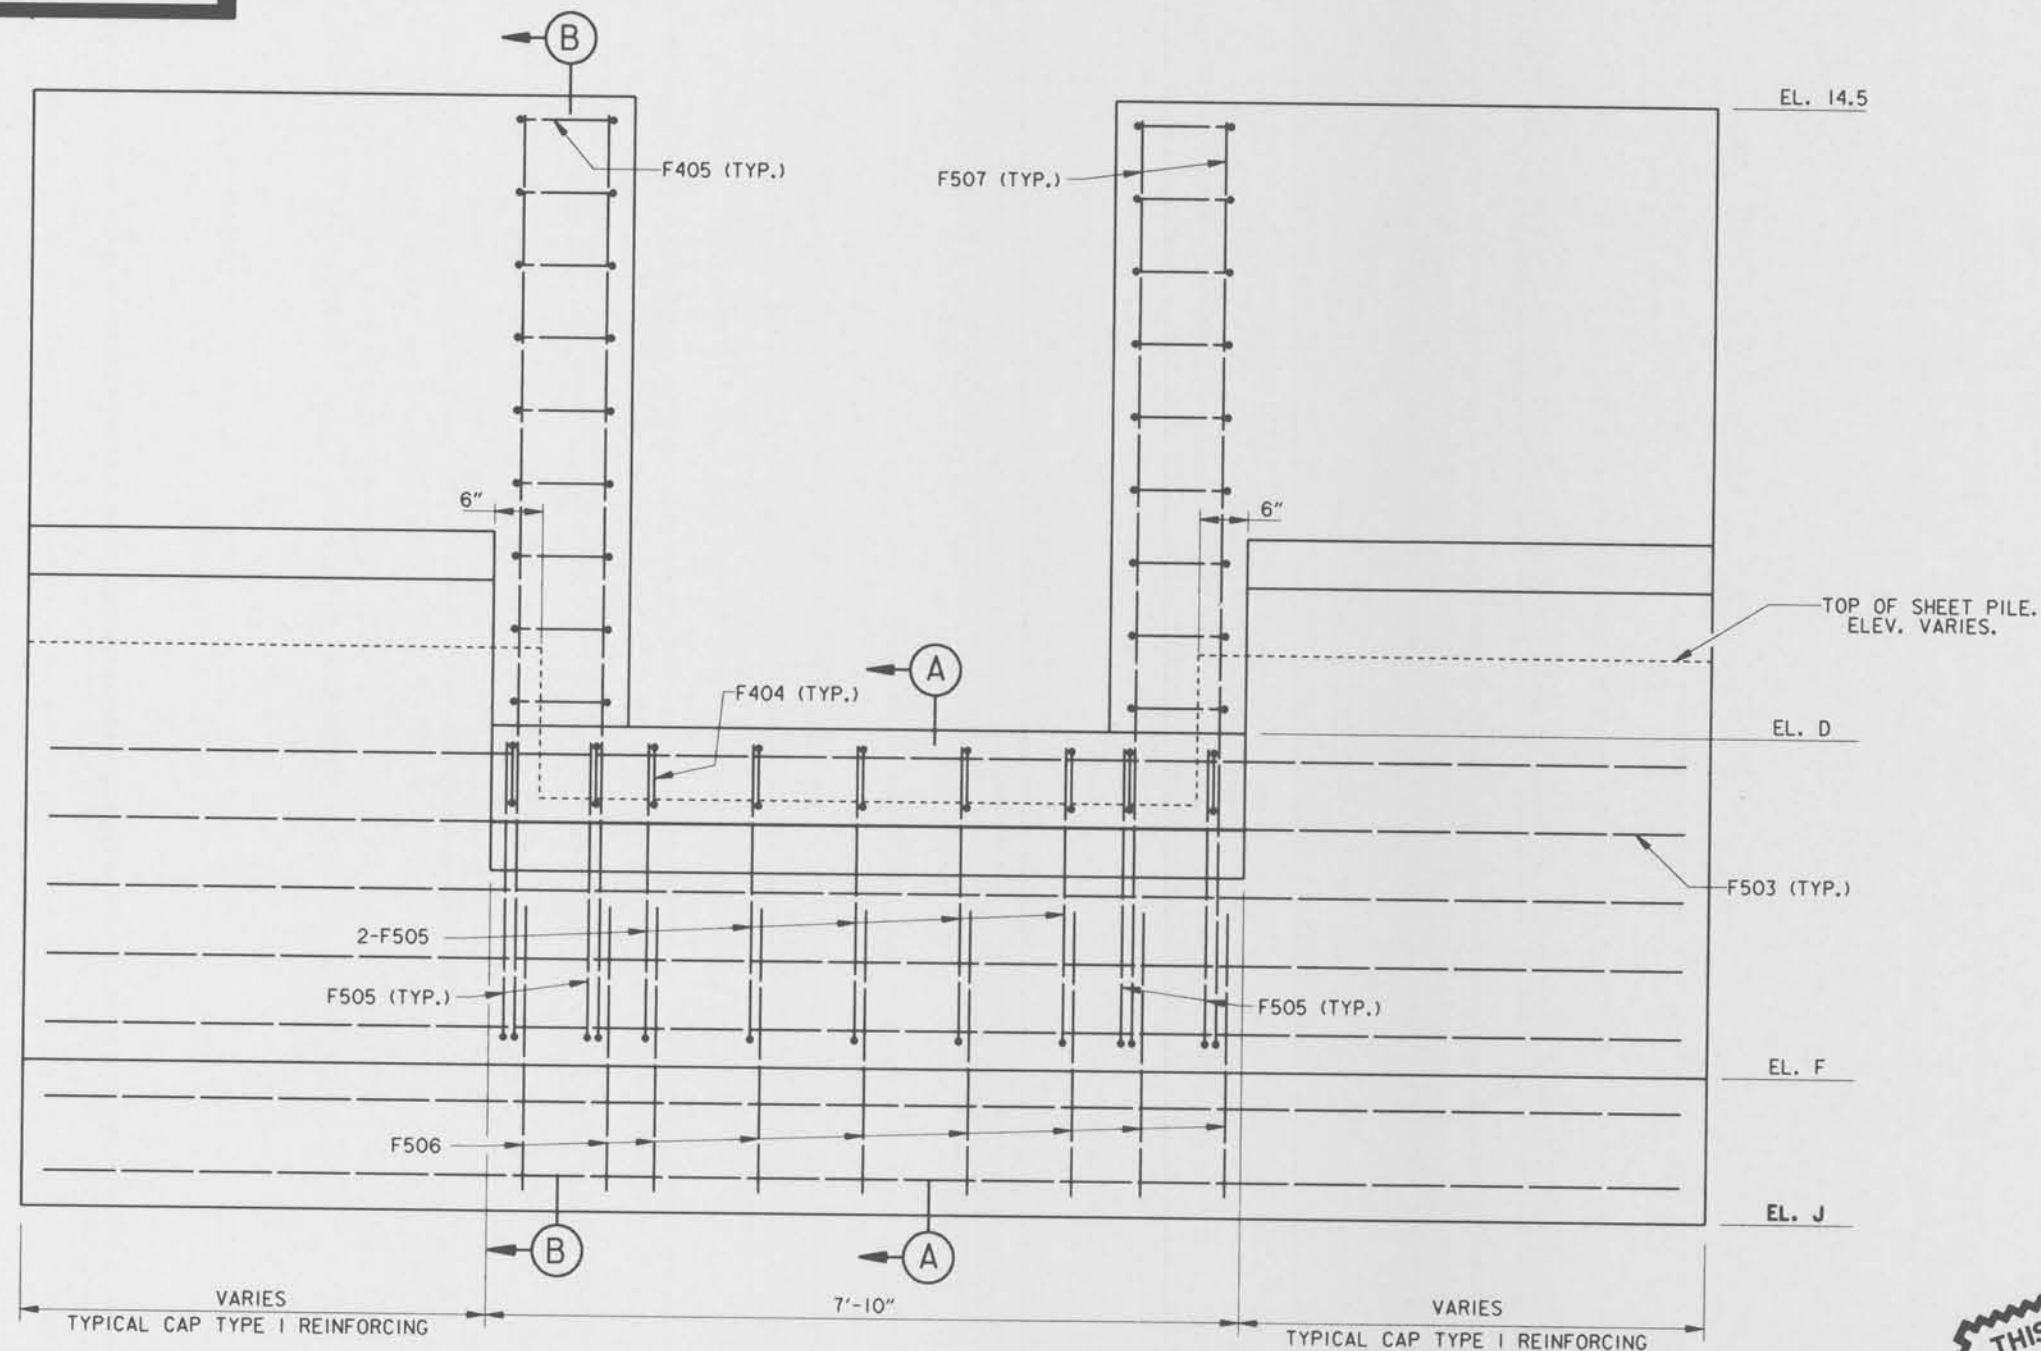 B
EL. 14.5
F405 (TYP.)
F507 (TYP.)
6"
6"
TOP OF SHEET PILE.
ELEV. VARIES.
A
F404 (TYP.)
EL. D
F503 (TYP.)
2-F505
F505 (TYP.)
F505 (TYP.)
EL. F
F506
EL. J
B
A
VARIES
TYPICAL CAP TYPE I REINFORCING
7'-10"
VARIES
TYPICAL CAP TYPE I REINFORCING
THIS